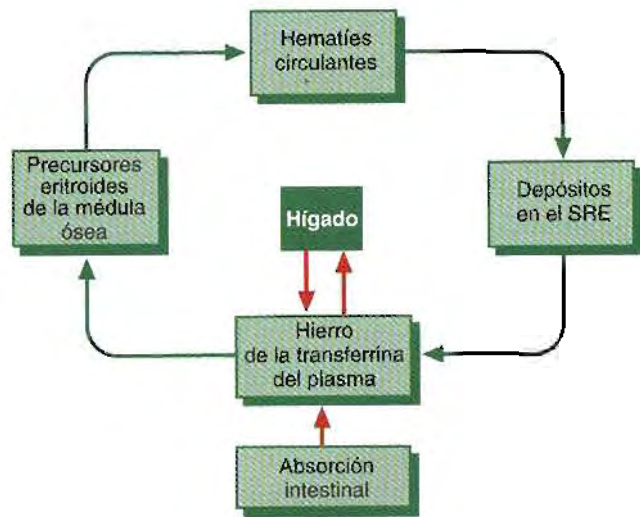 Hematíes
circulantes
Precursores
eritroides
de la médula
ósea
Depósitos
en el SRE
Hígado
Hierro
de la transferrina
del plasma
Absorción
intestinal